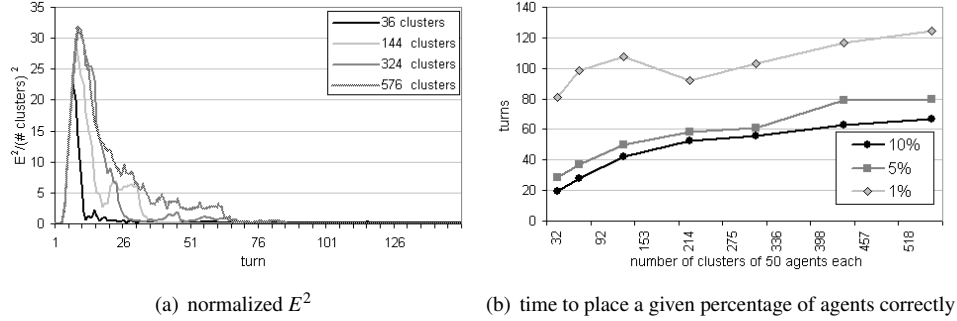 35
30
25
20
15
10
5
0
E²/(# clusters) ²
36 clusters
144 clusters
324 clusters
576 clusters
1 26 51 76 101 126
turn
(a) normalized E²
140
120
100
80
60
40
20
0
turns
10%
5%
1%
32 92 153 214 275 336 398 457 518
number of clusters of 50 agents each
(b) time to place a given percentage of agents correctly